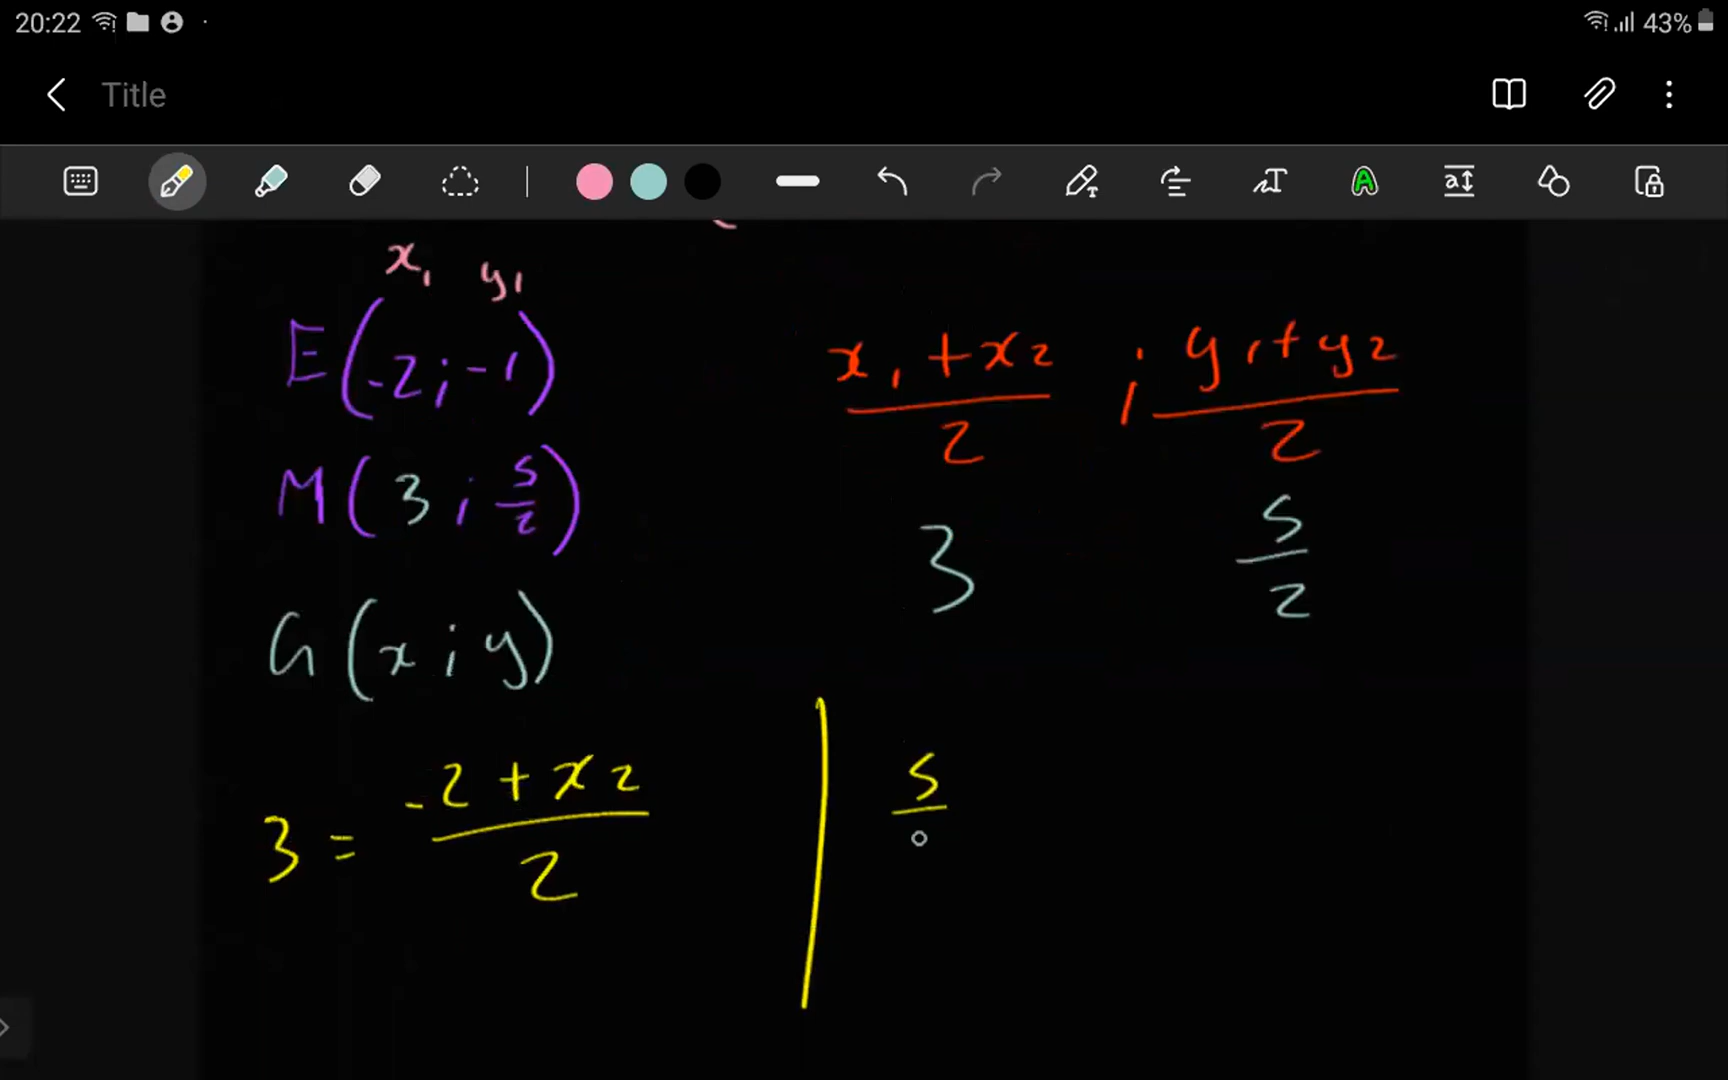 20:22
43%
Title
x₁ y₁
E(-2;-1)
x₁+x₂/2 ; y₁+y₂/2
M(3;5/2)
3 5/2
G(x;y)
3 = -2+x₂/2
5